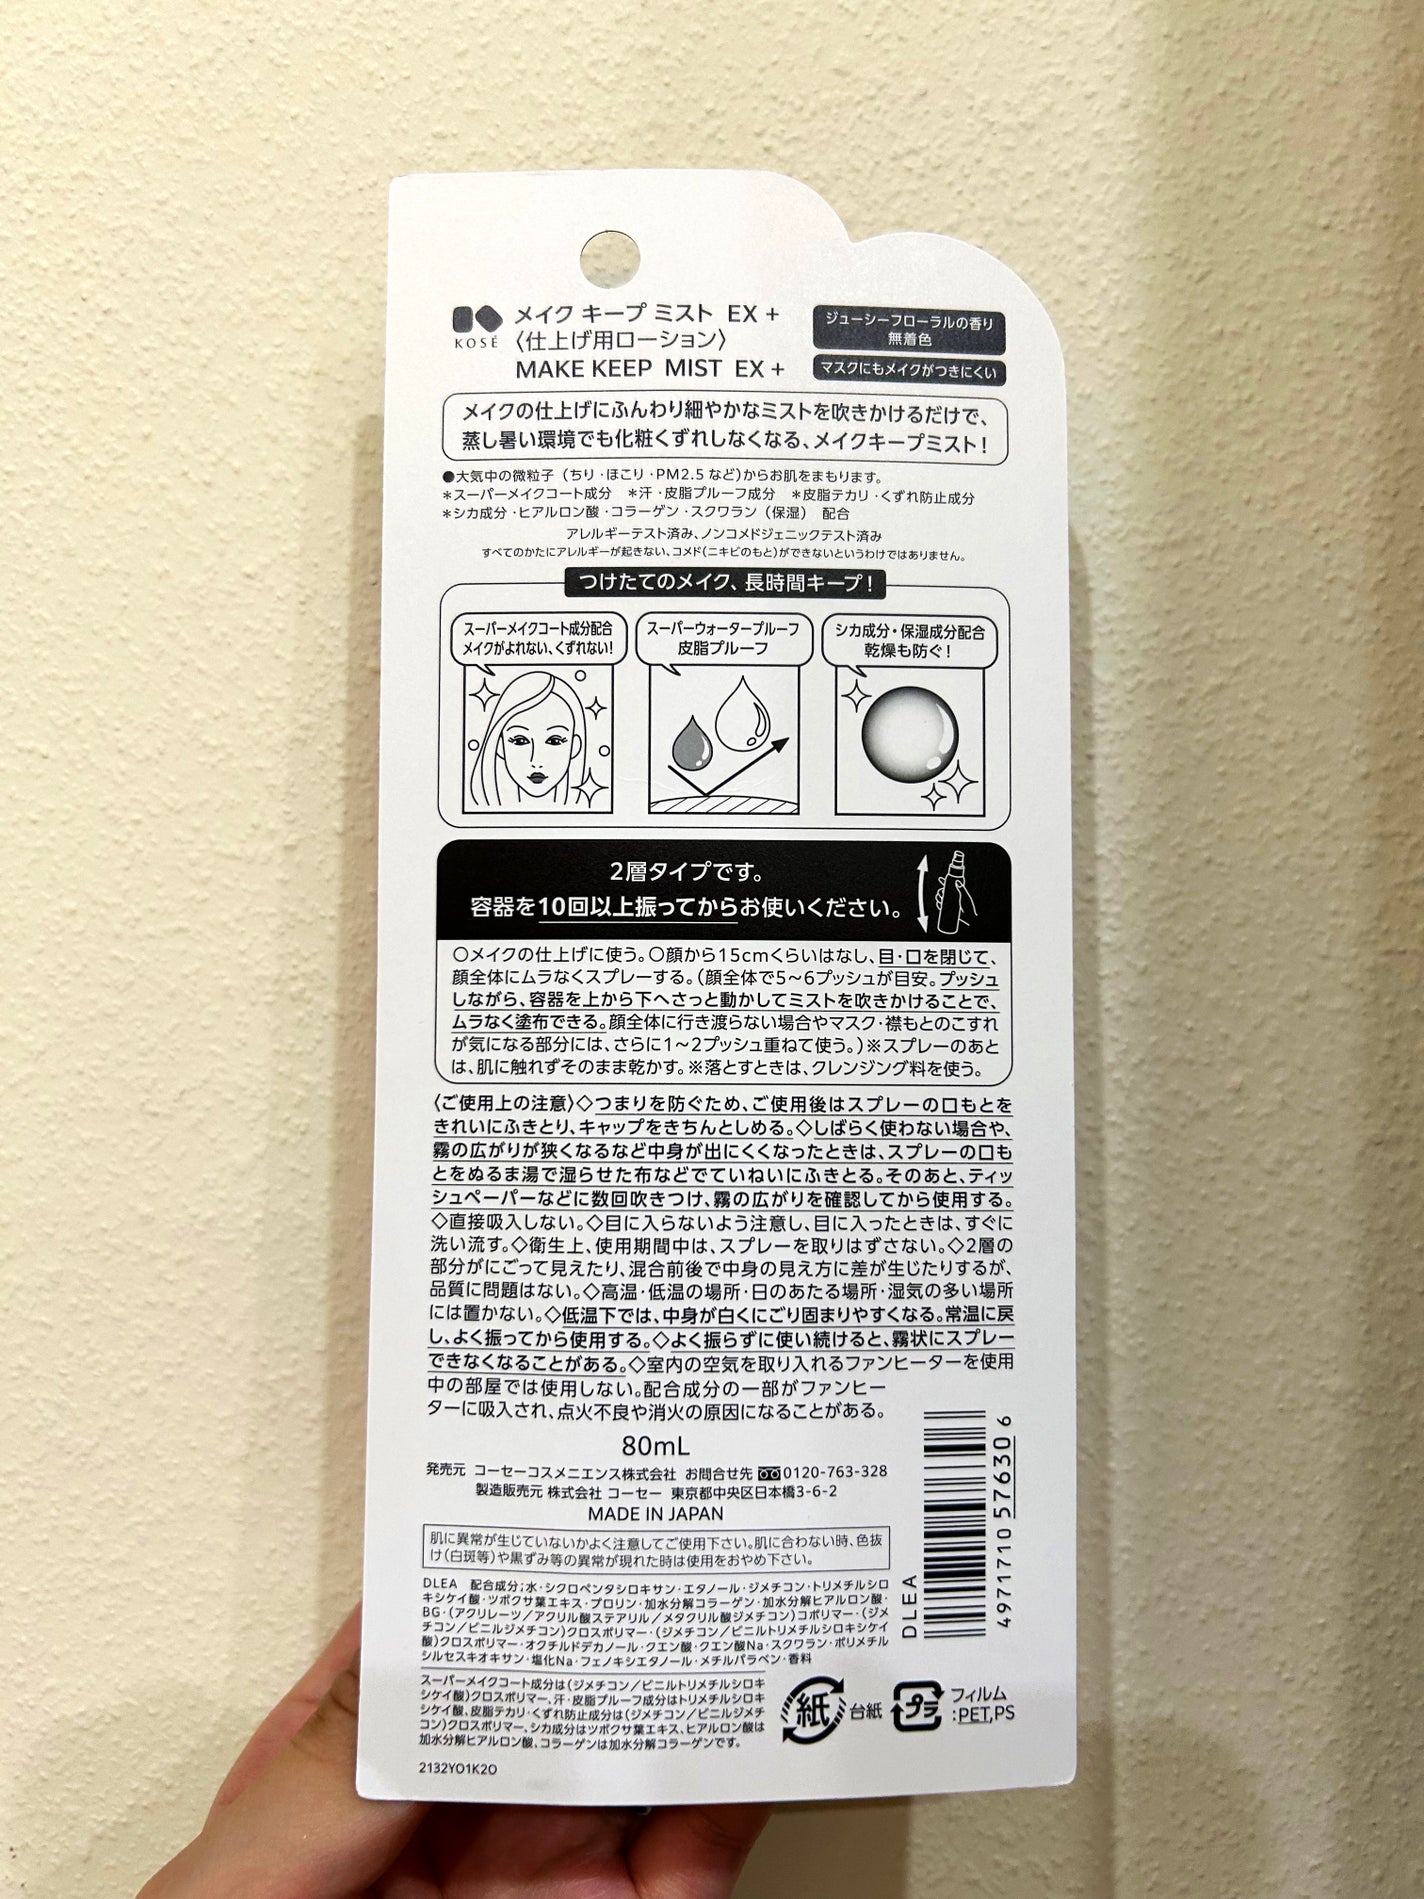 メイク キープ ミスト EX +
〈仕上げ用ローション〉
MAKE KEEP MIST EX +
KOSÉ
ジューシーフローラルの香り
無着色
マスクにもメイクがつきにくい
メイクの仕上げにふんわり細やかなミストを吹きかけるだけで、
蒸し暑い環境でも化粧くずれしなくなる、メイクキープミスト!
●大気中の微粒子(ちり・ほこり・PM2.5 など)からお肌をまもります。
*スーパーメイクコート成分 *汗・皮脂プルーフ成分 *皮脂テカリ・くずれ防止成分
*シカ成分・ヒアルロン酸・コラーゲン・スクワラン(保湿) 配合
アレルギーテスト済み、ノンコメドジェニックテスト済み
すべてのかたにアレルギーが起きない、コメド(ニキビのもと)ができないというわけではありません。
つけたてのメイク、長時間キープ!
スーパーメイクコート成分配合
メイクがよれない、くずれない!
スーパーウォータープルーフ
皮脂プルーフ
シカ成分・保湿成分配合
乾燥も防ぐ!
2層タイプです。
容器を10回以上振ってからお使いください。
○メイクの仕上げに使う。○顔から15cmくらいはなし、目・口を閉じて、
顔全体にムラなくスプレーする。(顔全体で5〜6プッシュが目安。プッシュ
しながら、容器を上から下へさっと動かしてミストを吹きかけることで、
ムラなく塗布できる。顔全体に行き渡らない場合やマスク・襟もとのこすれ
が気になる部分には、さらに1〜2プッシュ重ねて使う。)※スプレーのあと
は、肌に触れずそのまま乾かす。※落とすときは、クレンジング料を使う。
〈ご使用上の注意〉◇つまりを防ぐため、ご使用後はスプレーの口もとを
きれいにふきとり、キャップをきちんとしめる。◇しばらく使わない場合や、
霧の広がりが狭くなるなど中身が出にくくなったときは、スプレーの口も
とをぬるま湯で湿らせた布などでていねいにふきとる。そのあと、ティッ
シュペーパーなどに数回吹きつけ、霧の広がりを確認してから使用する。
◇直接吸入しない。◇目に入らないよう注意し、目に入ったときは、すぐに
洗い流す。◇衛生上、使用期間中は、スプレーを取りはずさない。◇2層の
部分がにごって見えたり、混合前後で中身の見え方に差が生じたりするが、
品質に問題はない。◇高温・低温の場所・日のあたる場所・湿気の多い場所
には置かない。◇低温下では、中身が白くにごり固まりやすくなる。常温に戻
し、よく振ってから使用する。◇よく振らずに使い続けると、霧状にスプレー
できなくなることがある。◇室内の空気を取り入れるファンヒーターを使用
中の部屋では使用しない。配合成分の一部がファンヒー
ターに吸入され、点火不良や消火の原因になることがある。
80mL
発売元 コーセーコスメニエンス株式会社 お問合せ先 0120-763-328
製造販売元 株式会社 コーセー 東京都中央区日本橋3-6-2
MADE IN JAPAN
肌に異常が生じていないかよく注意してご使用下さい。肌に合わない時、色抜
け(白斑等)や黒ずみ等の異常が現れた時は使用をおやめ下さい。
DLEA 配合成分;水・シクロペンタシロキサン・エタノール・ジメチコン・トリメチルシロ
キシケイ酸・ツボクサ葉エキス・プロリン・加水分解コラーゲン・加水分解ヒアルロン酸・
BG・(アクリレーツ/アクリル酸ステアリル/メタクリル酸ジメチコン)コポリマー・(ジメ
チコン/ビニルジメチコン)クロスポリマー・(ジメチコン/ビニルトリメチルシロキシケイ
酸)クロスポリマー・オクチルドデカノール・クエン酸・クエン酸Na・スクワラン・ポリメチル
シルセスキオキサン・塩化Na・フェノキシエタノール・メチルパラベン・香料
スーパーメイクコート成分は(ジメチコン/ビニルトリメチルシロキ
シケイ酸)クロスポリマー、汗・皮脂プルーフ成分はトリメチルシロキ
シケイ酸、皮脂テカリ・くずれ防止成分は(ジメチコン/ビニルジメチ
コン)クロスポリマー、シカ成分はツボクサ葉エキス、ヒアルロン酸は
加水分解ヒアルロン酸、コラーゲンは加水分解コラーゲンです。
2132YO1K2O
DLEA
4971710 576306
紙
台紙
プラ
フィルム
:PET,PS